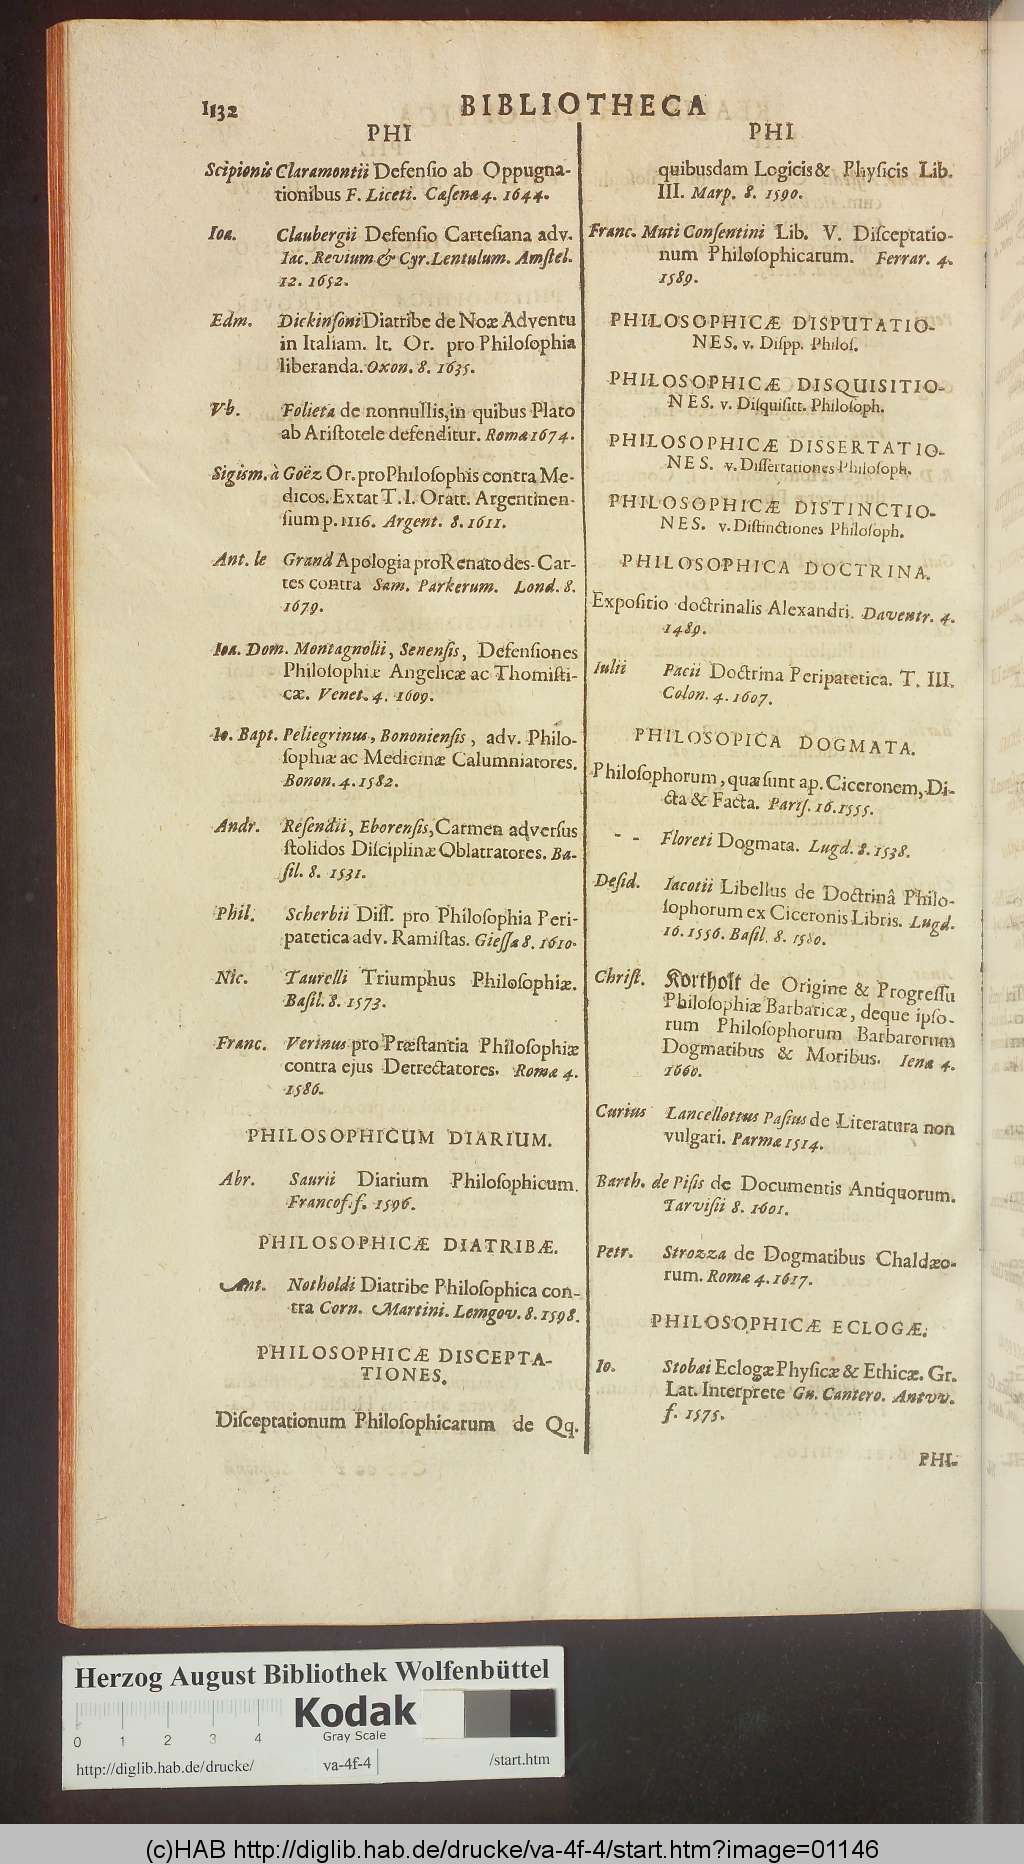 1132
BIBLIOTHECA
PHI
Scipionis Claramontii Defensio ab Oppugna-
tionibus F. Liceti. Cæsenæ 4. 1644.
Ioa. Claubergii Defensio Cartesiana adv.
Iac. Revium & Cyr. Lentulum. Amstel.
12. 1652.
Edm. Dickinsoni Diatribe de Noæ Adventu
in Italiam. It. Or. pro Philosophia
liberanda. Oxon. 8. 1635.
Vb. Folieta de nonnullis, in quibus Plato
ab Aristotele defenditur. Romæ 1674.
Sigism. à Goëz Or. pro Philosophis contra Me-
dicos. Extat T. I. Oratt. Argentinen-
sium p. 1116. Argent. 8. 1611.
Ant. le Grand Apologia pro Renato des-Car-
tes contra Sam. Parkerum. Lond. 8.
1679.
Ioa. Dom. Montagnolii, Senensis, Defensiones
Philosophiæ Angelicæ ac Thomisti-
cæ. Venet. 4. 1609.
Io. Bapt. Peliegrinus, Bononiensis, adv. Philo-
sophiæ ac Medicinæ Calumniatores.
Bonon. 4. 1582.
Andr. Resendii, Eborensis, Carmen adversus
stolidos Disciplinæ Oblatratores. Ba-
sil. 8. 1531.
Phil. Scherbii Diss. pro Philosophia Peri-
patetica adv. Ramistas. Giessæ 8. 1610.
Nic. Taurelli Triumphus Philosophiæ.
Basil. 8. 1573.
Franc. Verinus pro Præstantia Philosophiæ
contra ejus Detrectatores. Romæ 4.
1586.
PHILOSOPHICUM DIARIUM.
Abr. Saurii Diarium Philosophicum.
Francof. f. 1596.
PHILOSOPHICÆ DIATRIBÆ.
Ant. Notholdi Diatribe Philosophica con-
tra Corn. Martini. Lemgov. 8. 1598.
PHILOSOPHICÆ DISCEPTA-
TIONES.
Disceptationum Philosophicarum de Qq.
PHI
quibusdam Logicis & Physicis Lib.
III. Marp. 8. 1590.
Franc. Muti Consentini Lib. V. Disceptatio-
num Philosophicarum. Ferrar. 4.
1589.
PHILOSOPHICÆ DISPUTATIO-
NES. v. Dispp. Philos.
PHILOSOPHICÆ DISQUISITIO-
NES. v. Disquisitt. Philosoph.
PHILOSOPHICÆ DISSERTATIO-
NES. v. Dissertationes Philosoph.
PHILOSOPHICÆ DISTINCTIO-
NES. v. Distinctiones Philosoph.
PHILOSOPHICA DOCTRINA.
Expositio doctrinalis Alexandri. Daventr. 4.
1489.
Iulii Pacii Doctrina Peripatetica. T. III.
Colon. 4. 1607.
PHILOSOPICA DOGMATA.
Philosophorum, quæ sunt ap. Ciceronem, Di-
cta & Facta. Paris. 16. 1555.
- - Floreti Dogmata. Lugd. 8. 1538.
Desid. Iacotii Libellus de Doctrinâ Philo-
sophorum ex Ciceronis Libris. Lugd.
16. 1556. Basil. 8. 1580.
Christ. Kortholt de Origine & Progressu
Philosophiæ Barbaricæ, deque ipso-
rum Philosophorum Barbarorum
Dogmatibus & Moribus. Ienæ 4.
1660.
Curius Lancellottus Pasius de Literatura non
vulgari. Parmæ 1514.
Barth. de Pisis de Documentis Antiquorum.
Tarvisii 8. 1601.
Petr. Strozza de Dogmatibus Chaldæo-
rum. Romæ 4. 1617.
PHILOSOPHICÆ ECLOGÆ.
Io. Stobæi Eclogæ Physicæ & Ethicæ. Gr.
Lat. Interprete Gu. Cantero. Antvv.
f. 1575.
PHI-
Herzog August Bibliothek Wolfenbüttel
Kodak
Gray Scale
0 1 2 3 4
http://diglib.hab.de/drucke/ va-4f-4 /start.htm
(c)HAB http://diglib.hab.de/drucke/va-4f-4/start.htm?image=01146